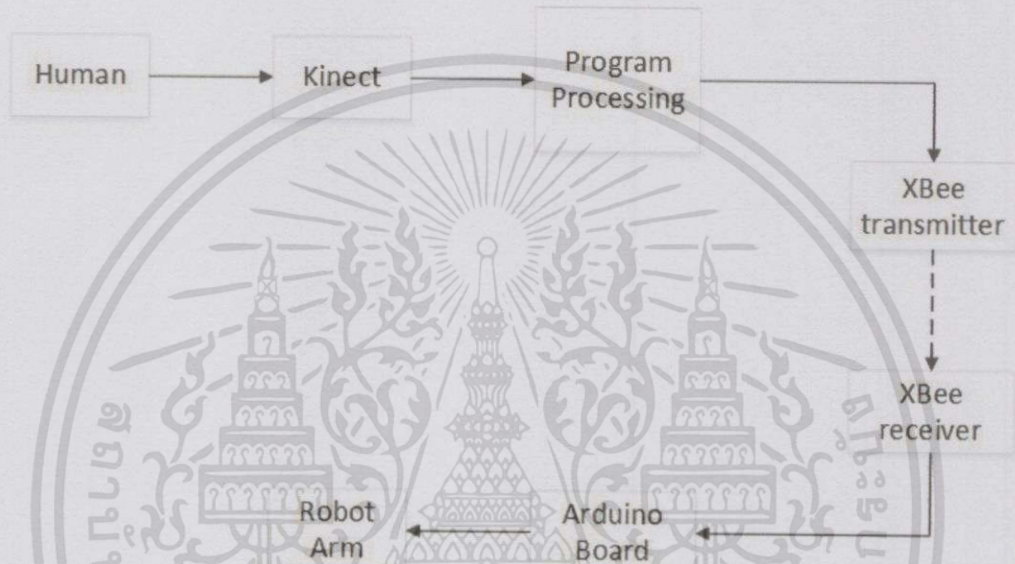 Human
Kinect
Program
Processing
XBee
transmitter
XBee
receiver
Arduino
Board
Robot
Arm